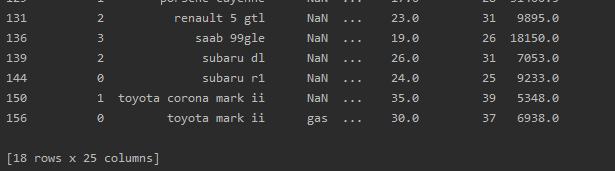 131 2 renault 5 gtl NaN ... 23.0 31 9895.0
136 3 saab 99gle NaN ... 19.0 26 18150.0
139 2 subaru dl NaN ... 26.0 31 7053.0
144 0 subaru r1 NaN ... 24.0 25 9233.0
150 1 toyota corona mark ii NaN ... 35.0 39 5348.0
156 0 toyota mark ii gas ... 30.0 37 6938.0
[18 rows x 25 columns]